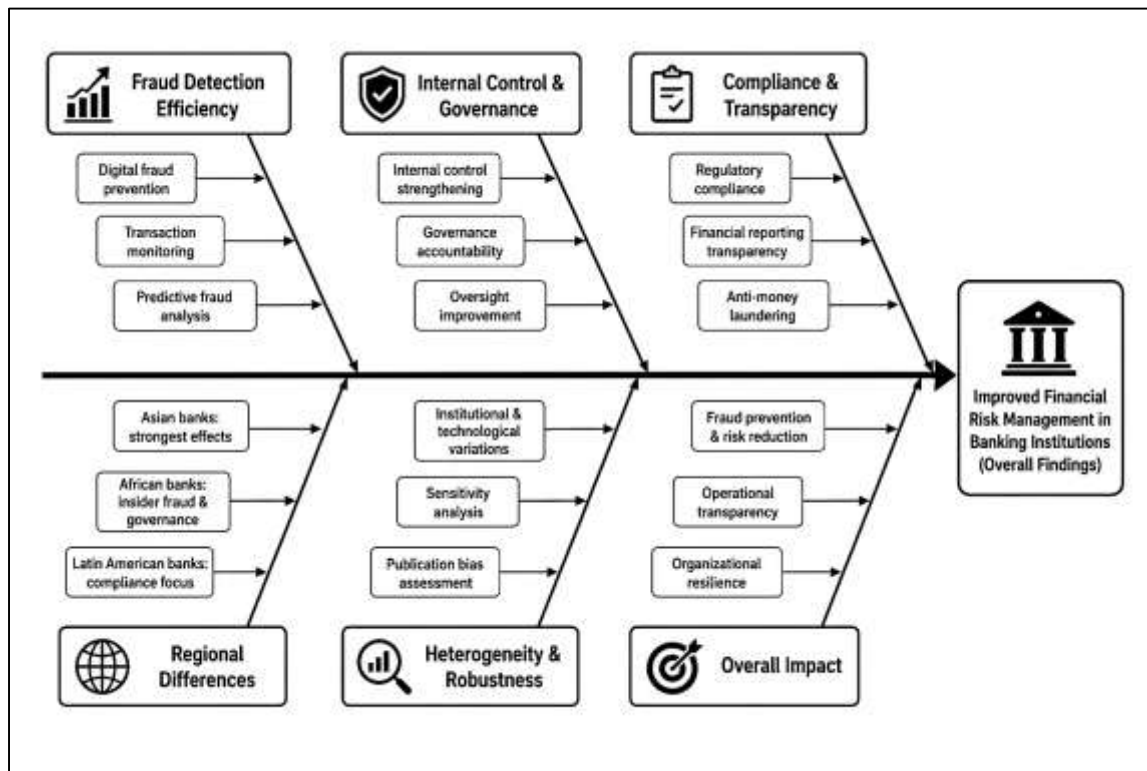 Fraud Detection
Efficiency
Internal Control &
Governance
Compliance &
Transparency
Digital fraud
prevention
Transaction
monitoring
Predictive fraud
analysis
Internal control
strengthening
Governance
accountability
Oversight
improvement
Regulatory
compliance
Financial reporting
transparency
Anti-money
laundering
Improved Financial
Risk Management in
Banking Institutions
(Overall Findings)
Asian banks:
strongest effects
African banks:
insider fraud &
governance
Latin American banks:
compliance focus
Institutional &
technological
variations
Sensitivity
analysis
Publication bias
assessment
Fraud prevention
& risk reduction
Operational
transparency
Organizational
resilience
Regional
Differences
Heterogeneity &
Robustness
Overall Impact